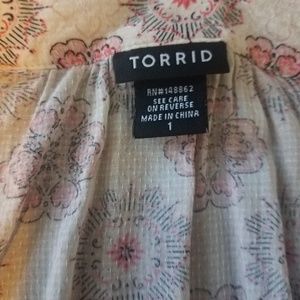 TORRID
RN#148862
SEE CARE
ON REVERSE
MADE IN CHINA
1